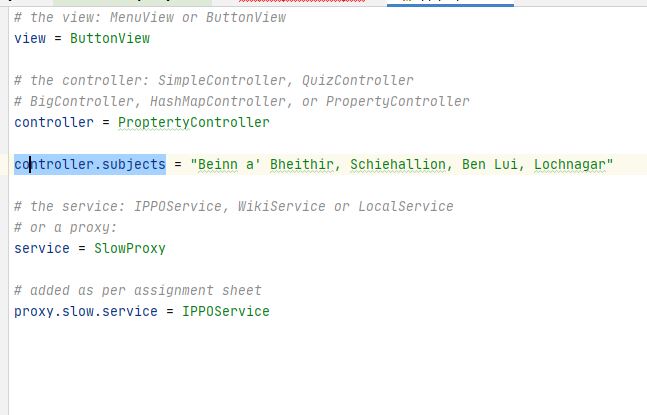 # the view: MenuView or ButtonView
view = ButtonView
# the controller: SimpleController, QuizController
# BigController, HashMapController, or PropertyController
controller = ProptertyController
controller.subjects = "Beinn a' Bheithir, Schiehallion, Ben Lui, Lochnagar"
# the service: IPPOService, WikiService or LocalService
# or a proxy:
service = SlowProxy
# added as per assignment sheet
proxy.slow.service = IPPOService